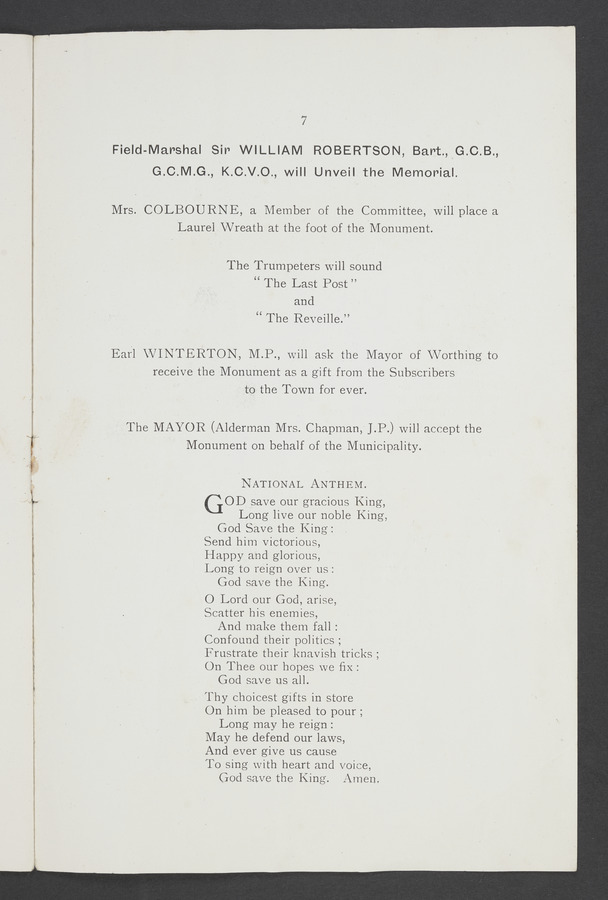 7
Field-Marshal Sir WILLIAM ROBERTSON, Bart., G.C.B.,
G.C.M.G., K.C.V.O., will Unveil the Memorial.
Mrs. COLBOURNE, a Member of the Committee, will place a
Laurel Wreath at the foot of the Monument.
The Trumpeters will sound
“ The Last Post ”
and
“ The Reveille.”
Earl WINTERTON, M.P., will ask the Mayor of Worthing to
receive the Monument as a gift from the Subscribers
to the Town for ever.
The MAYOR (Alderman Mrs. Chapman, J.P.) will accept the
Monument on behalf of the Municipality.
NATIONAL ANTHEM.
GOD save our gracious King,
Long live our noble King,
God Save the King :
Send him victorious,
Happy and glorious,
Long to reign over us :
God save the King.
O Lord our God, arise,
Scatter his enemies,
And make them fall :
Confound their politics ;
Frustrate their knavish tricks ;
On Thee our hopes we fix :
God save us all.
Thy choicest gifts in store
On him be pleased to pour ;
Long may he reign :
May he defend our laws,
And ever give us cause
To sing with heart and voice,
God save the King. Amen.